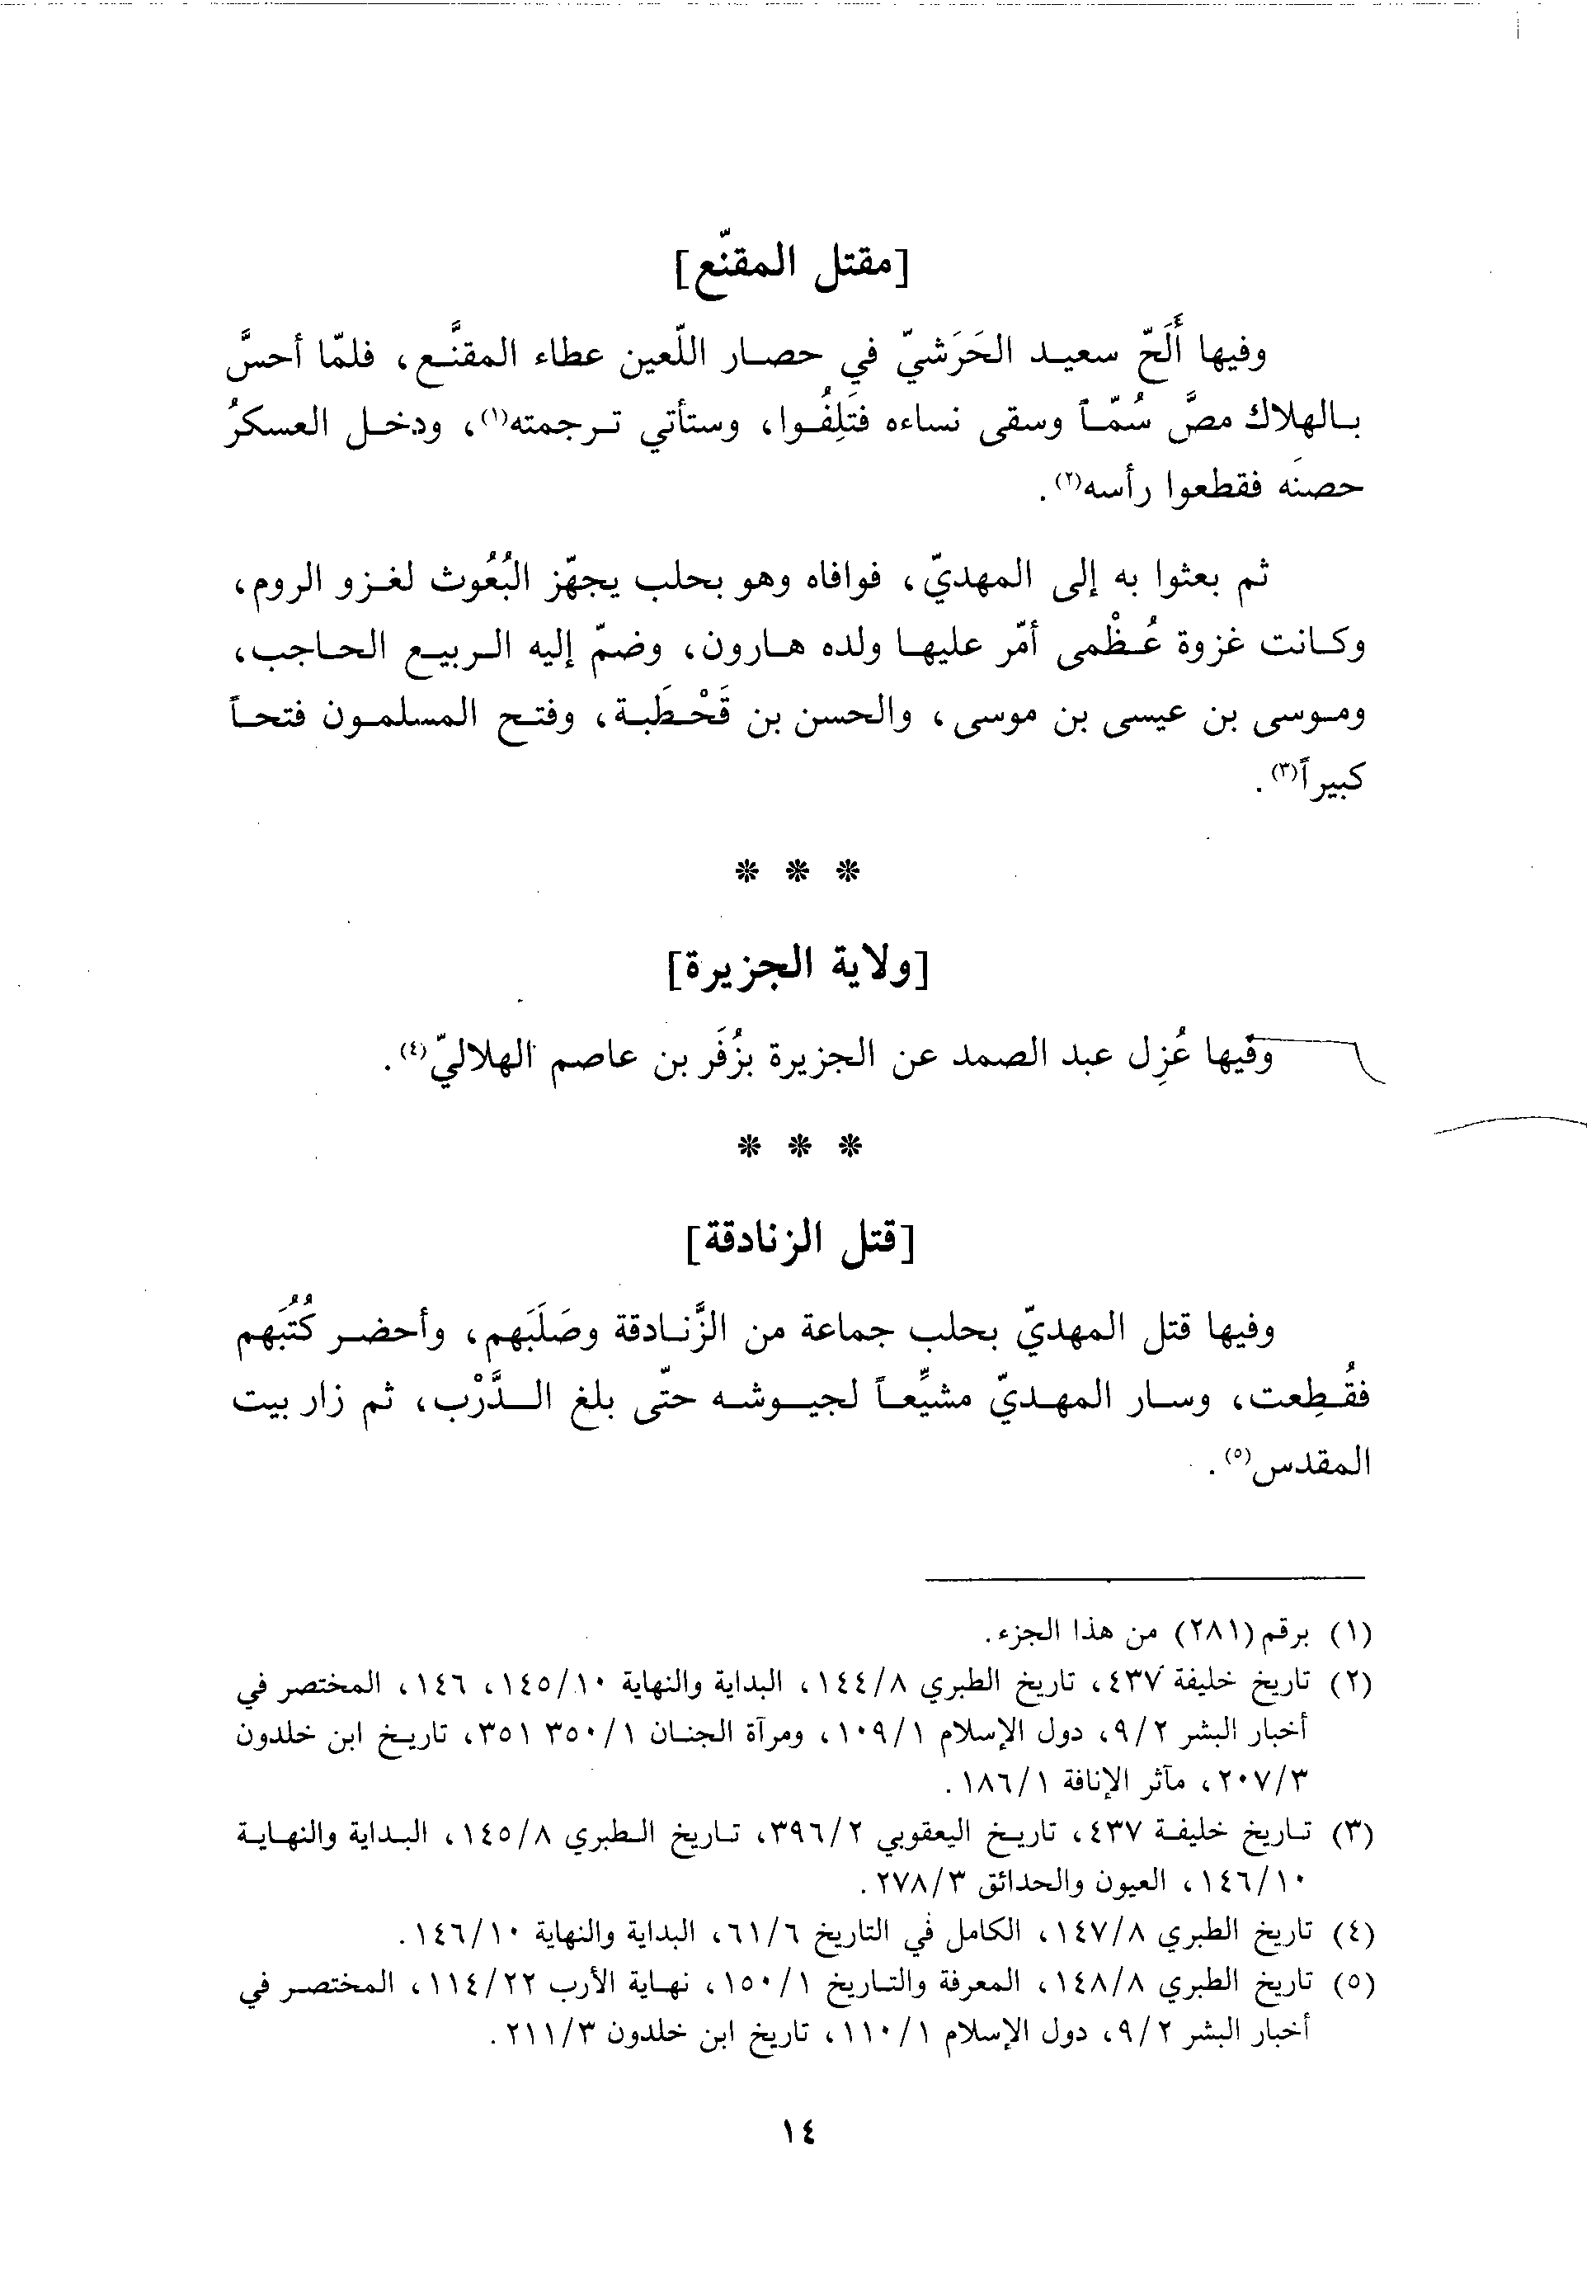 [مقتل المقنّع]
وفيها أَلَحّ سعيد الحَرَشيّ في حصار اللّعين عطاء المقنَّع، فلمّا أحسَّ
بالهلاك مصَّ سُمّاً وسقى نساءه فتَلِفُوا، وستأتي ترجمته(١)، ودخل العسكرُ
حصنَه فقطعوا رأسه(٢).
ثم بعثوا به إلى المهديّ، فوافاه وهو بحلب يجهّز البُعُوث لغزو الروم،
وكانت غزوة عُظْمى أمّر عليها ولده هارون، وضمّ إليه الربيع الحاجب،
وموسى بن عيسى بن موسى، والحسن بن قَحْطَبة، وفتح المسلمون فتحاً
كبيراً(٣).
* * *
[ولاية الجزيرة]
وفيها عُزِل عبد الصمد عن الجزيرة بزُفَر بن عاصم الهلاليّ(٤).
* * *
[قتل الزنادقة]
وفيها قتل المهديّ بحلب جماعة من الزَّنادقة وصَلَبَهم، وأحضر كُتُبَهم
فقُطِعت، وسار المهديّ مشيِّعاً لجيوشه حتّى بلغ الدَّرْب، ثم زار بيت
المقدس(٥).
(١) برقم (٢٨١) من هذا الجزء.
(٢) تاريخ خليفة ٤٣٧، تاريخ الطبري ١٤٤/٨، البداية والنهاية ١٤٥/١٠، ١٤٦، المختصر في
أخبار البشر ٩/٢، دول الإسلام ١٠٩/١، ومرآة الجنان ٣٥٠/١ ٣٥١، تاريخ ابن خلدون
٢٠٧/٣، مآثر الإنافة ١٨٦/١.
(٣) تاريخ خليفة ٤٣٧، تاريخ اليعقوبي ٣٩٦/٢، تاريخ الطبري ١٤٥/٨، البداية والنهاية
١٤٦/١٠، العيون والحدائق ٢٧٨/٣.
(٤) تاريخ الطبري ١٤٧/٨، الكامل في التاريخ ٦١/٦، البداية والنهاية ١٤٦/١٠.
(٥) تاريخ الطبري ١٤٨/٨، المعرفة والتاريخ ١٥٠/١، نهاية الأرب ١١٤/٢٢، المختصر في
أخبار البشر ٩/٢، دول الإسلام ١١٠/١، تاريخ ابن خلدون ٢١١/٣.
١٤